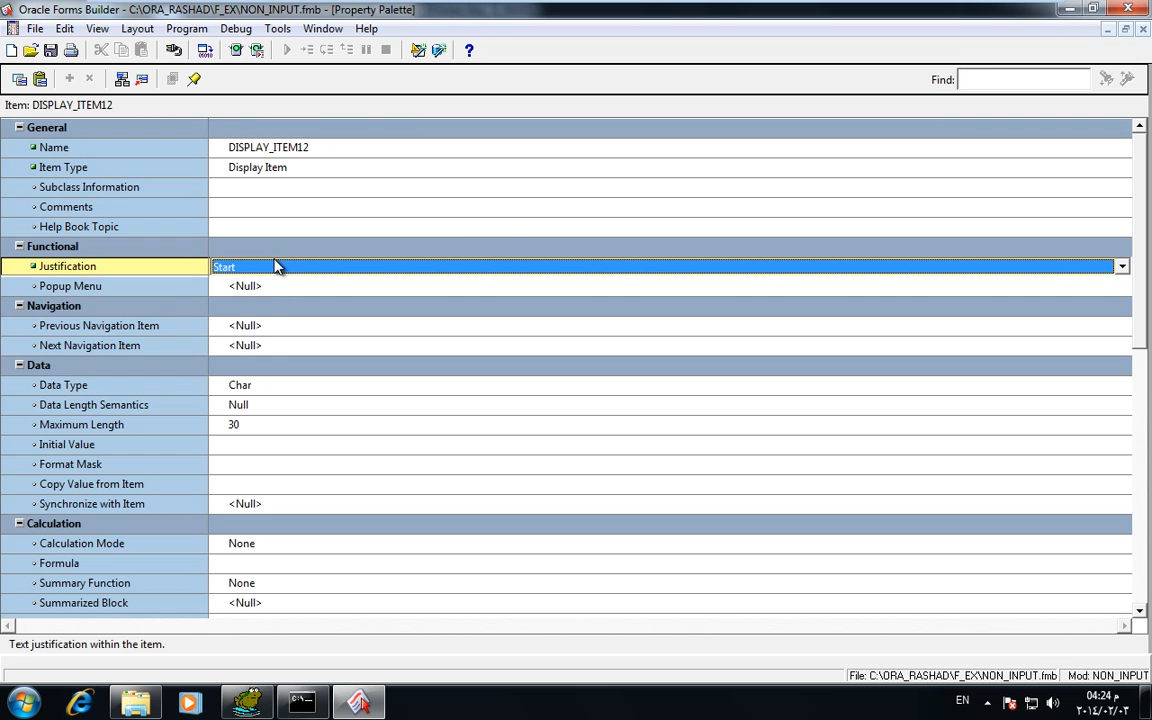 Oracle Forms Builder - C:\ORA_RASHAD\F_EX\NON_INPUT.fmb - [Property Palette]
File Edit View Layout Program Debug Tools Window Help
Find:
Item: DISPLAY_ITEM12
General
Name DISPLAY_ITEM12
Item Type Display Item
Subclass Information
Comments
Help Book Topic
Functional
Justification Start
Popup Menu <Null>
Navigation
Previous Navigation Item <Null>
Next Navigation Item <Null>
Data
Data Type Char
Data Length Semantics Null
Maximum Length 30
Initial Value
Format Mask
Copy Value from Item
Synchronize with Item <Null>
Calculation
Calculation Mode None
Formula
Summary Function None
Summarized Block <Null>
Text justification within the item.
File: C:\ORA_RASHAD\F_EX\NON_INPUT.fmb Mod: NON_INPUT
EN
04:24 م
٢٠١٤/٠٢/٠٣